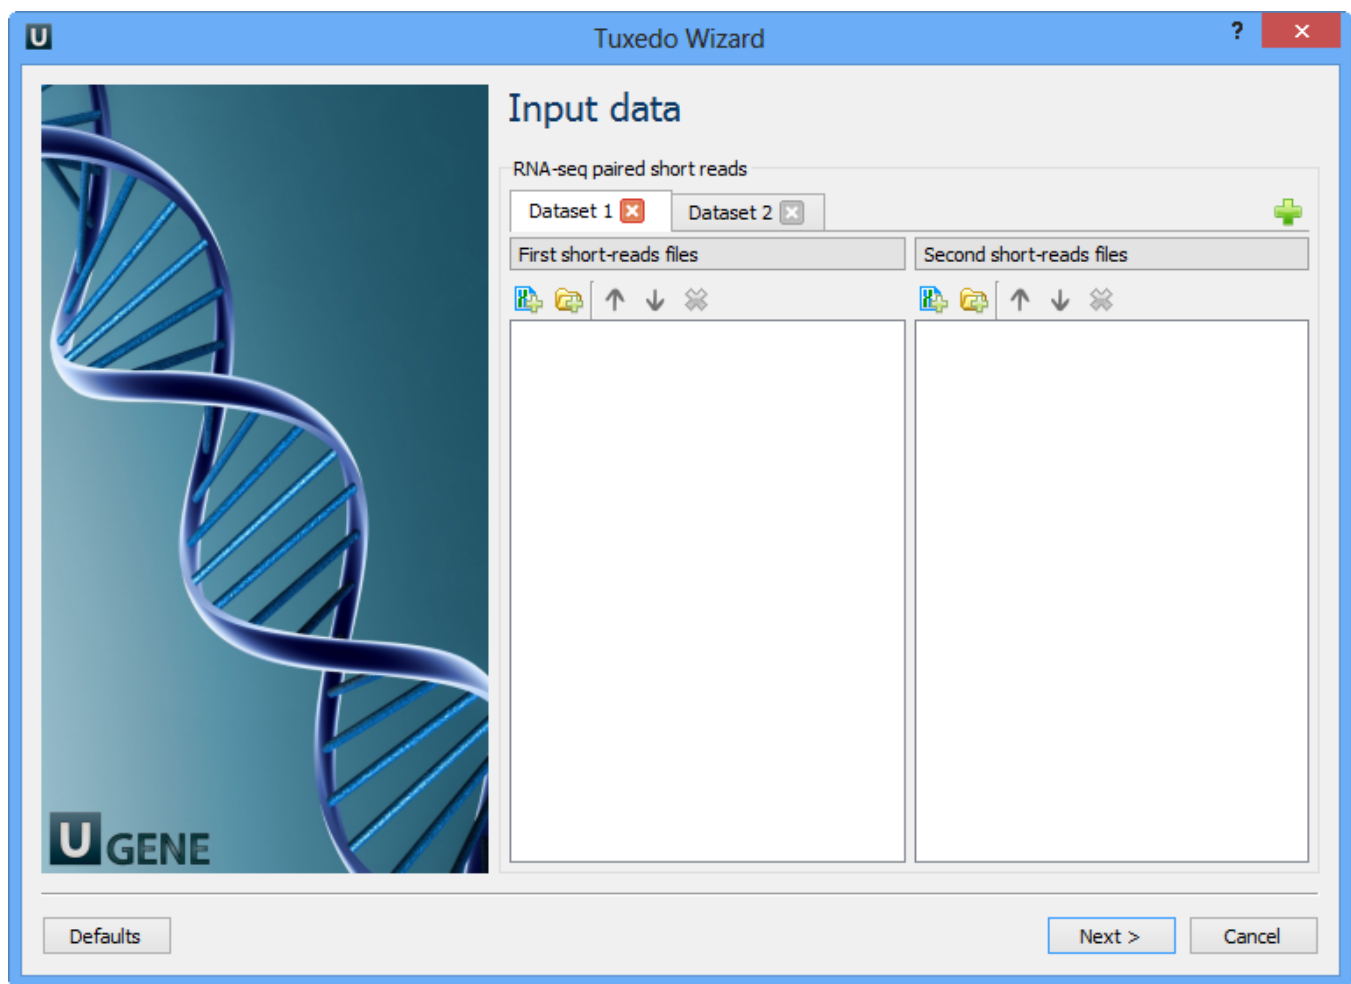 U
Tuxedo Wizard
?
Input data
RNA-seq paired short reads
Dataset 1
Dataset 2
First short-reads files
Second short-reads files
UGENE
Defaults
Next >
Cancel